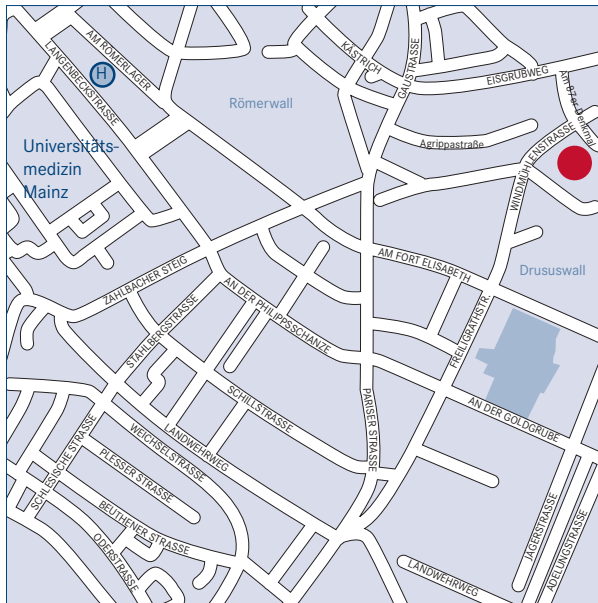 AM RÖMERLAGER
LANGENBECKSTRASSE
H
KÄSTRICH
GAUSTRASSE
EISGRUBWEG
Am 87er Denkmal
Römerwall
Agrippastraße
WINDMÜHLENSTRASSE
Universitäts-
medizin
Mainz
ZAHLBACHER STEIG
AM FORT ELISABETH
Drususwall
AN DER PHILIPPSSCHANZE
STAHLBERGSTRASSE
FREILIGRATHSTR.
SCHILLSTRASSE
PARISER STRASSE
AN DER GOLDGRUBE
SCHLESISCHE STRASSE
WEICHSELSTRASSE
LANDWEHRWEG
PLESSER STRASSE
BEUTHENER STRASSE
ODERSTRASSE
LANDWEHRWEG
JÄGERSTRASSE
ADELUNGSTRASSE